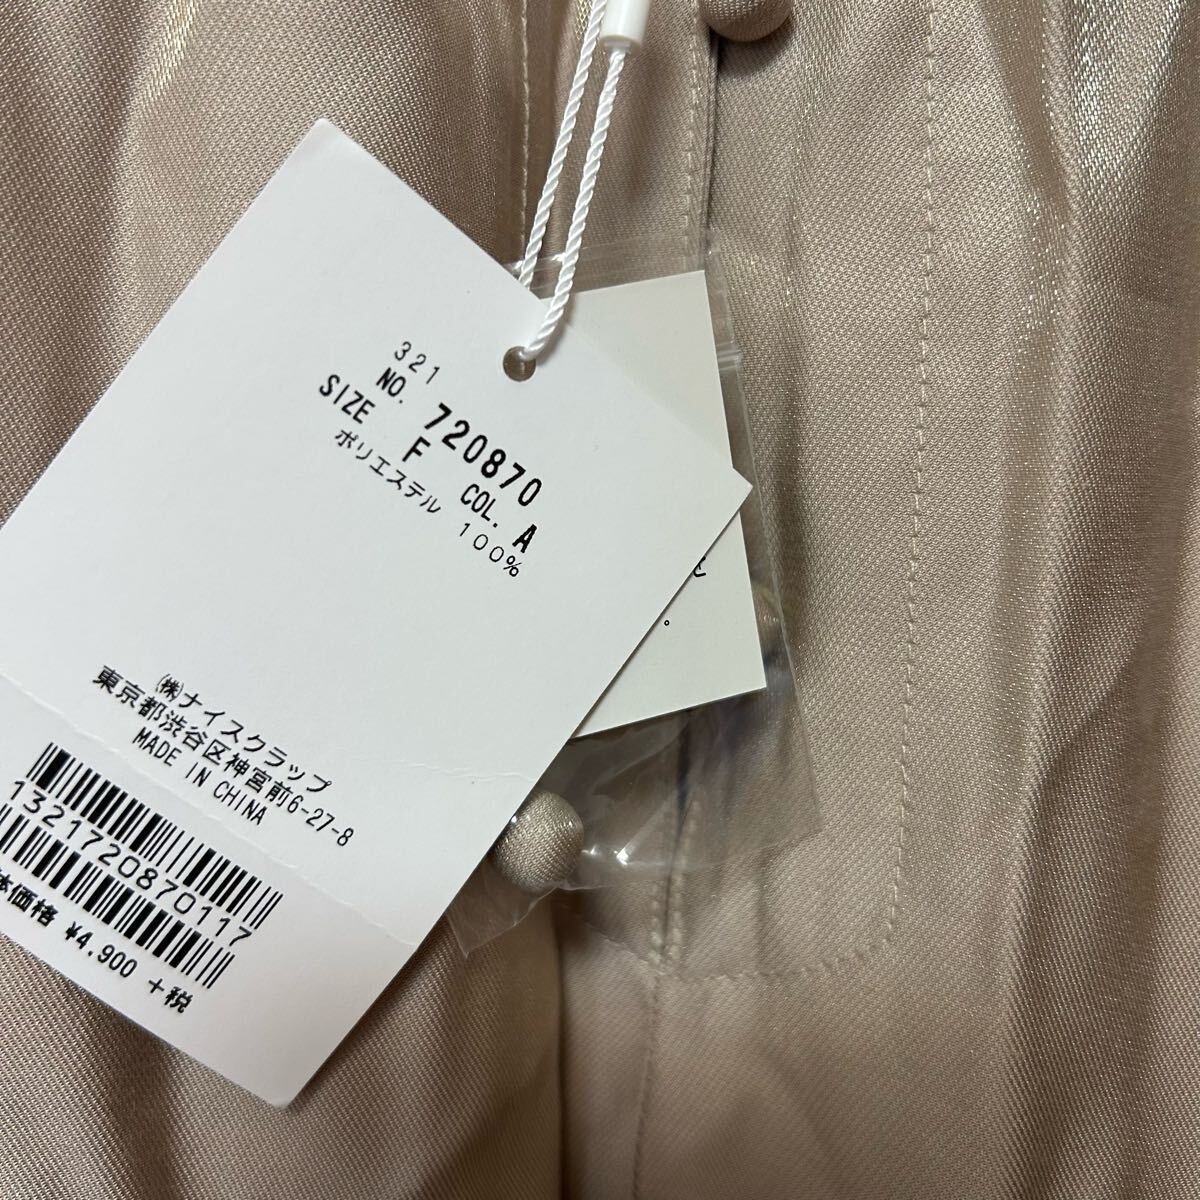 321
NO. 720870
SIZE F COL. A
ポリエステル 100%
㈱ナイスクラップ
東京都渋谷区神宮前6-27-8
MADE IN CHINA
1321720870117
体価格 ¥4,900 +税